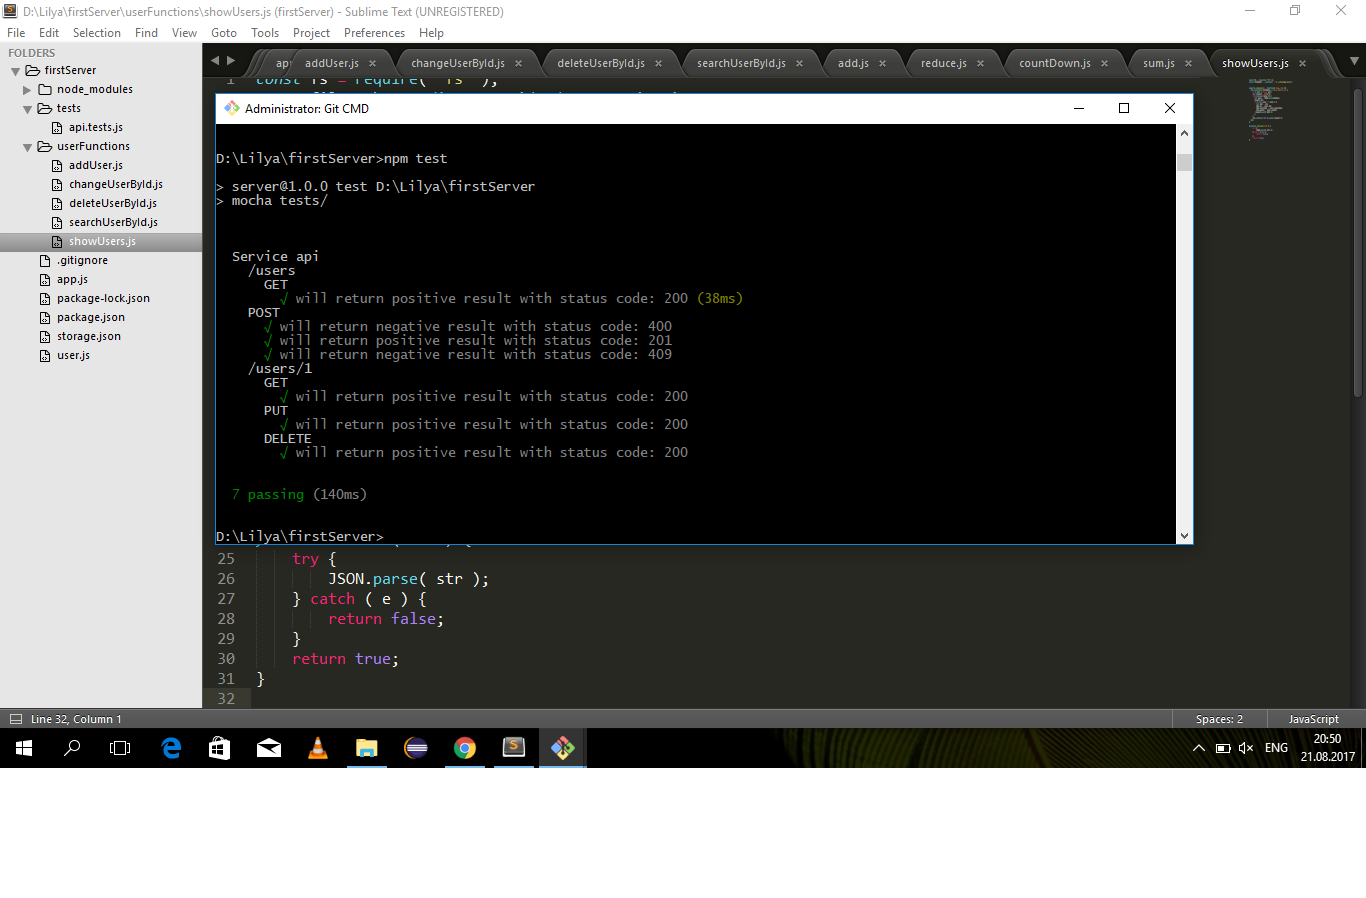 D:\Lilya\firstServer\userFunctions\showUsers.js (firstServer) - Sublime Text (UNREGISTERED)
File Edit Selection Find View Goto Tools Project Preferences Help
FOLDERS
firstServer
node_modules
tests
api.tests.js
userFunctions
addUser.js
changeUserById.js
deleteUserById.js
searchUserById.js
showUsers.js
.gitignore
app.js
package-lock.json
package.json
storage.json
user.js
addUser.js changeUserById.js deleteUserById.js searchUserById.js add.js reduce.js countDown.js sum.js showUsers.js
Administrator: Git CMD
D:\Lilya\firstServer>npm test
> server@1.0.0 test D:\Lilya\firstServer
> mocha tests/
Service api
/users
GET
√ will return positive result with status code: 200 (38ms)
POST
√ will return negative result with status code: 400
√ will return positive result with status code: 201
√ will return negative result with status code: 409
/users/1
GET
√ will return positive result with status code: 200
PUT
√ will return positive result with status code: 200
DELETE
√ will return positive result with status code: 200
7 passing (140ms)
D:\Lilya\firstServer>
25 try {
26 JSON.parse( str );
27 } catch ( e ) {
28 return false;
29 }
30 return true;
31 }
32
Line 32, Column 1 Spaces: 2 JavaScript
ENG 20:50
21.08.2017